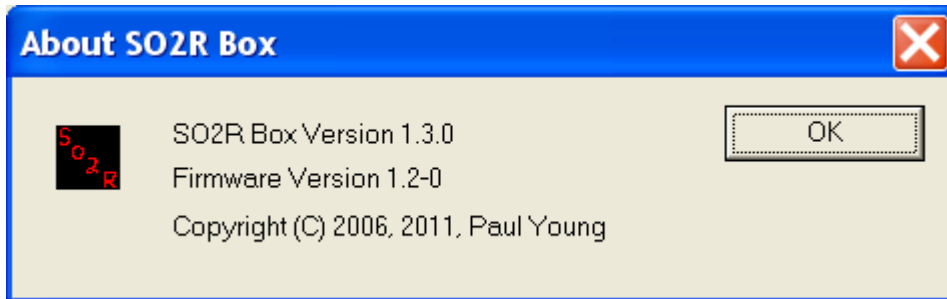 About SO2R Box
SO2R Box Version 1.3.0
OK
SO2R
Firmware Version 1.2-0
Copyright (C) 2006, 2011, Paul Young